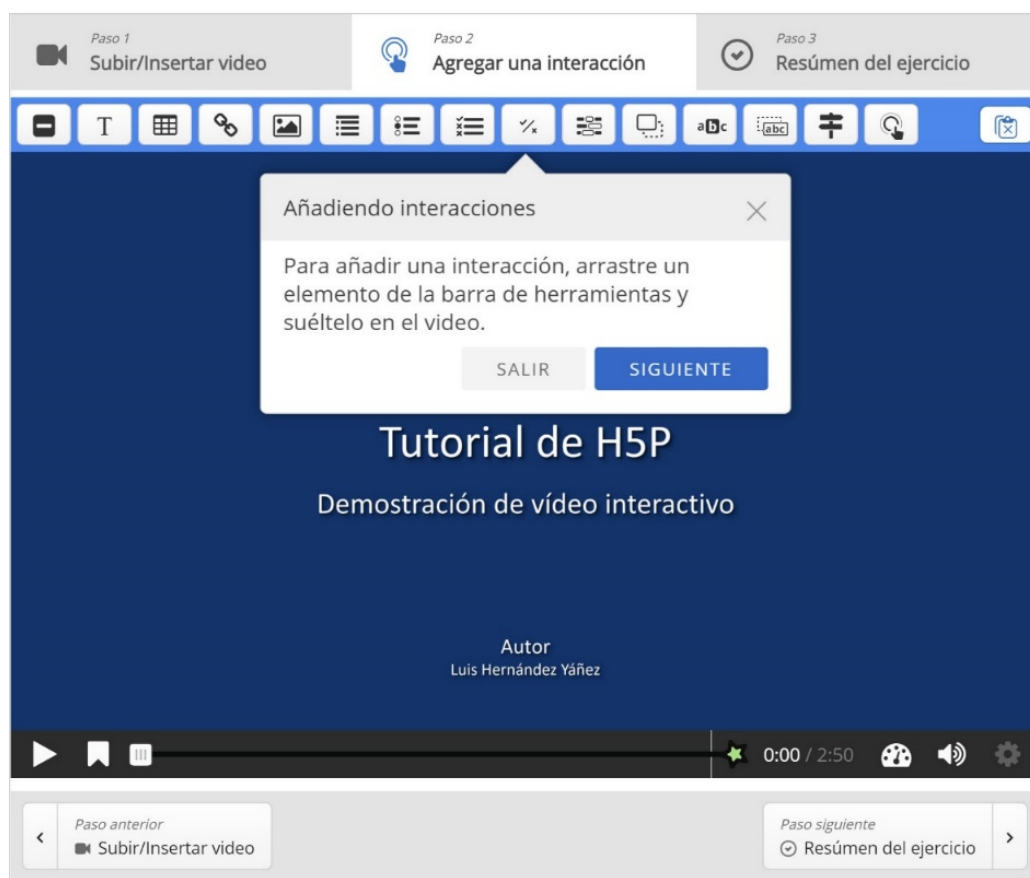 Paso 1
Subir/Insertar video
Paso 2
Agregar una interacción
Paso 3
Resúmen del ejercicio
T
abc
abc
Añadiendo interacciones
Para añadir una interacción, arrastre un
elemento de la barra de herramientas y
suéltelo en el video.
SALIR
SIGUIENTE
Tutorial de H5P
Demostración de vídeo interactivo
Autor
Luis Hernández Yáñez
0:00 / 2:50
Paso anterior
Subir/Insertar video
Paso siguiente
Resúmen del ejercicio